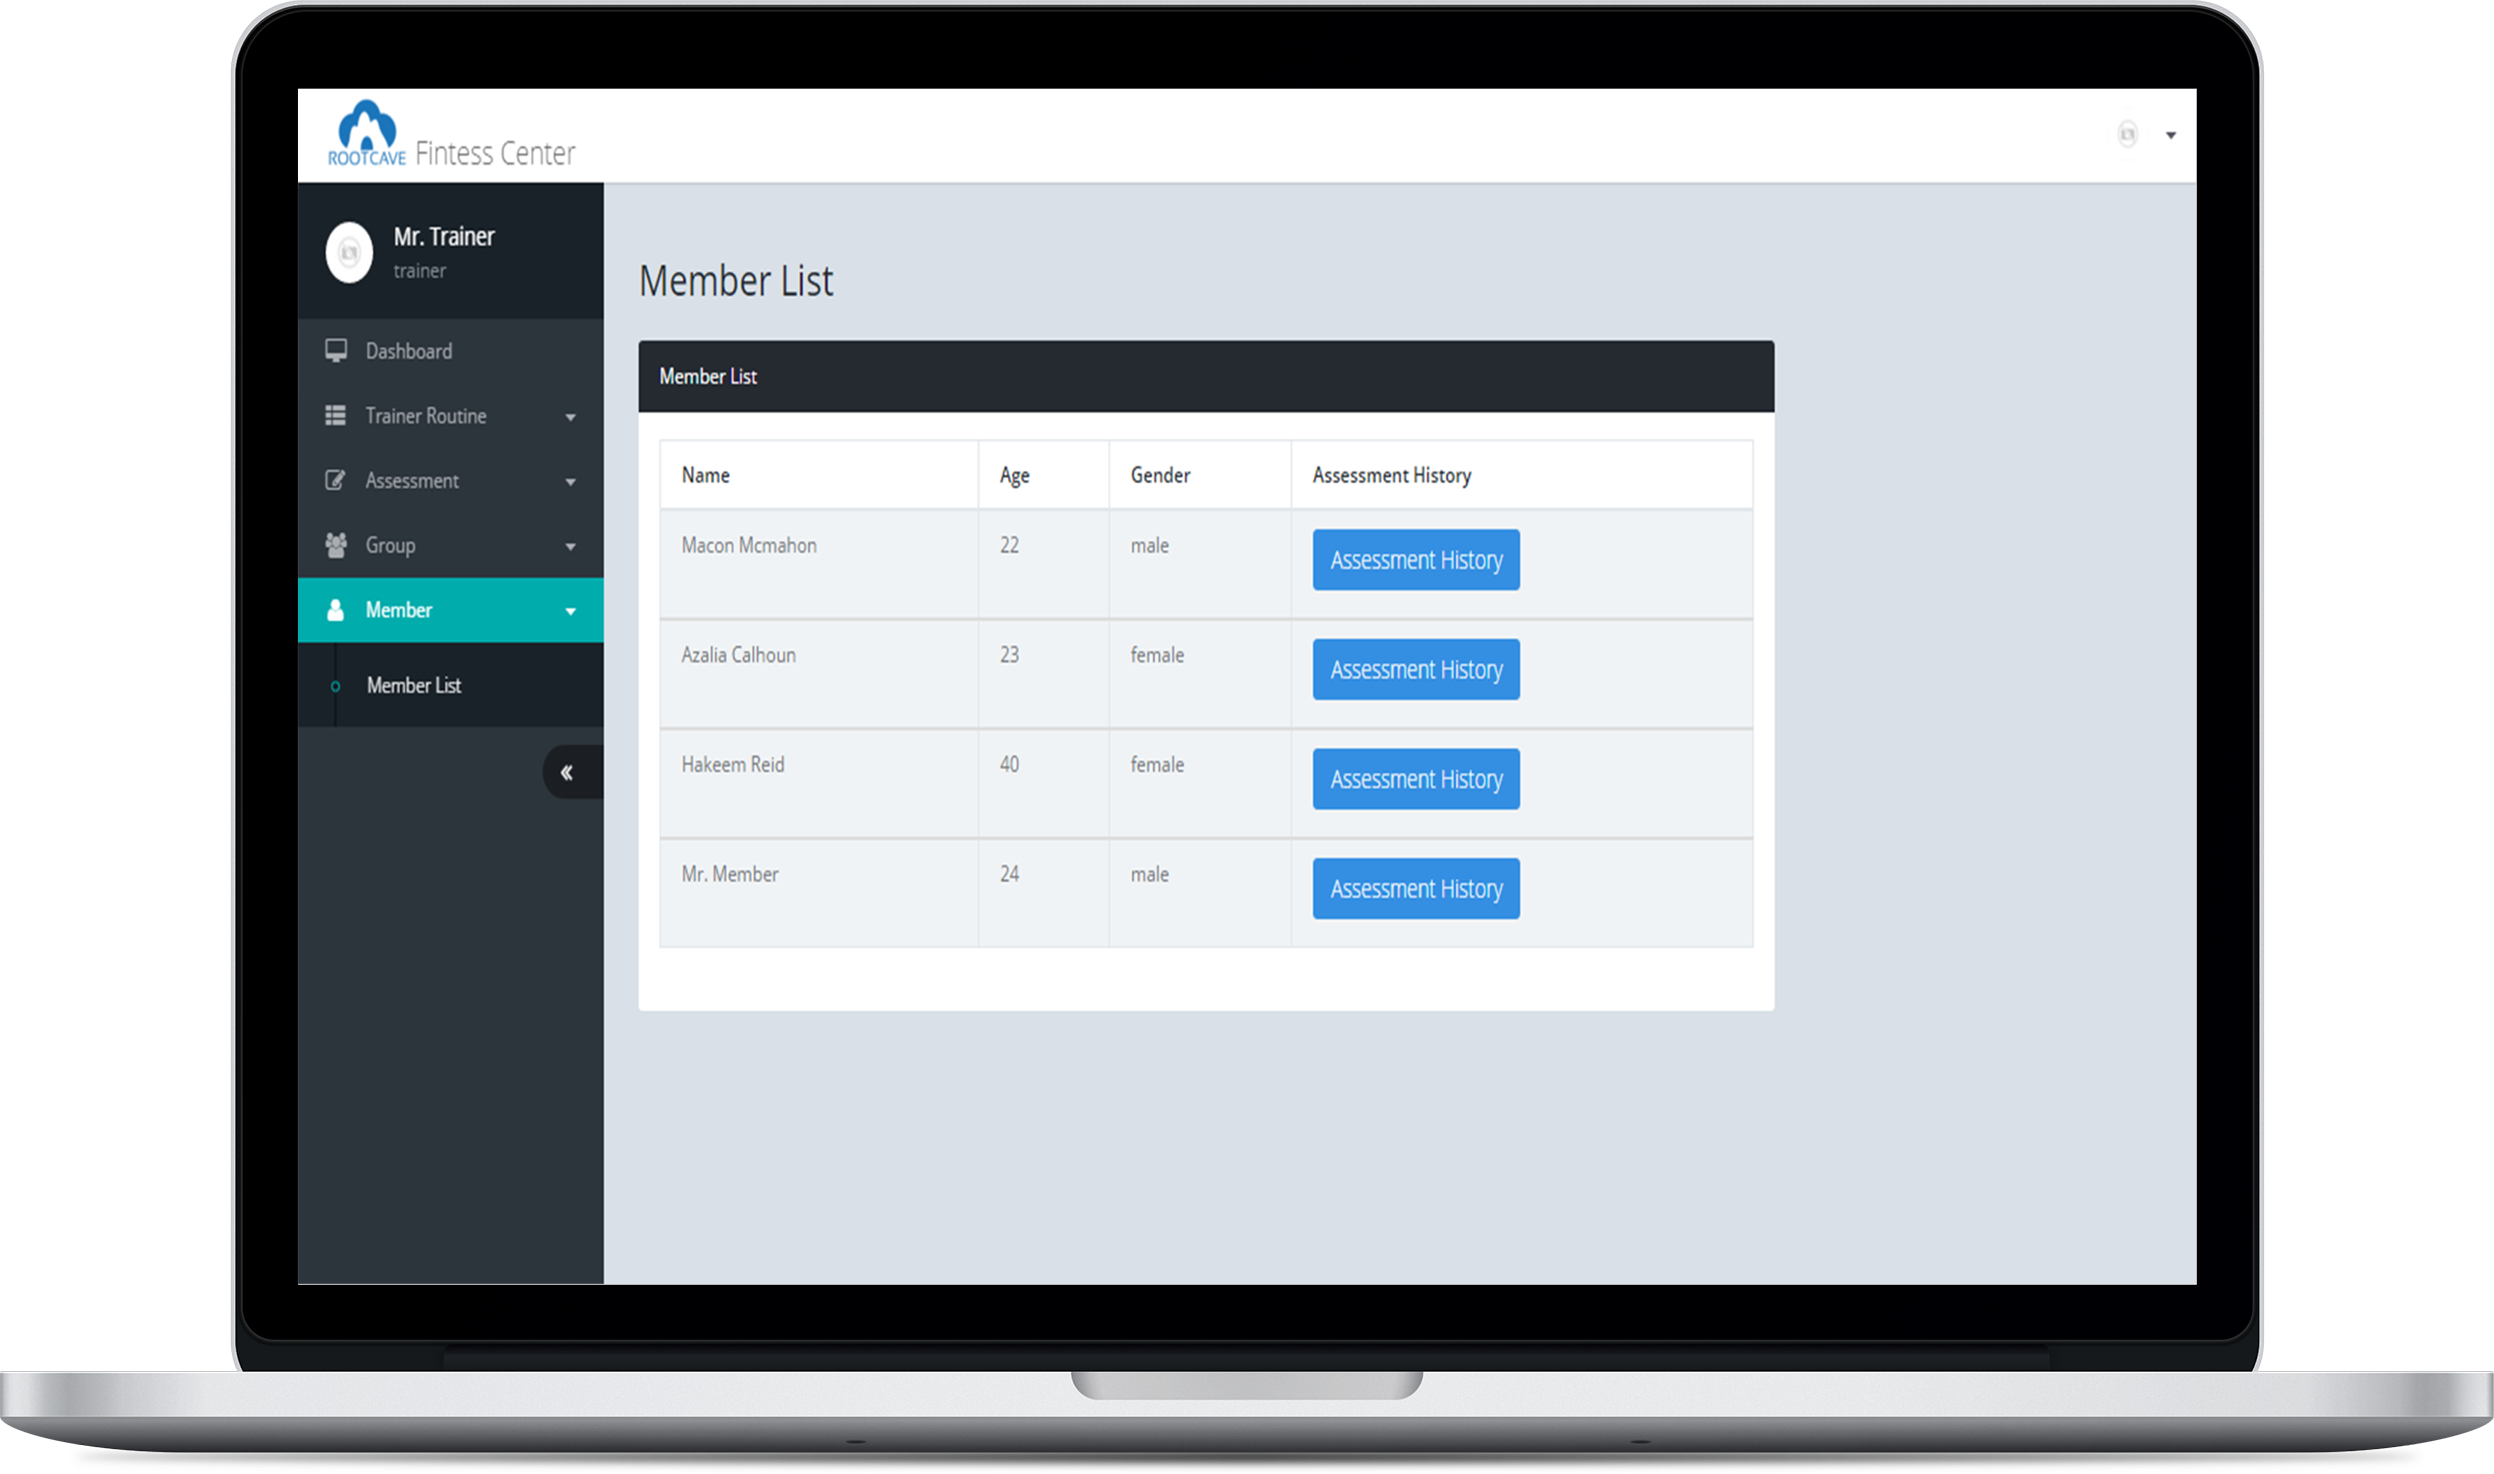 ROOTCAVE Fintess Center
Mr. Trainer
trainer
Dashboard
Trainer Routine
Assessment
Group
Member
Member List
Member List
Member List
Name Age Gender Assessment History
Macon Mcmahon 22 male Assessment History
Azalia Calhoun 23 female Assessment History
Hakeem Reid 40 female Assessment History
Mr. Member 24 male Assessment History